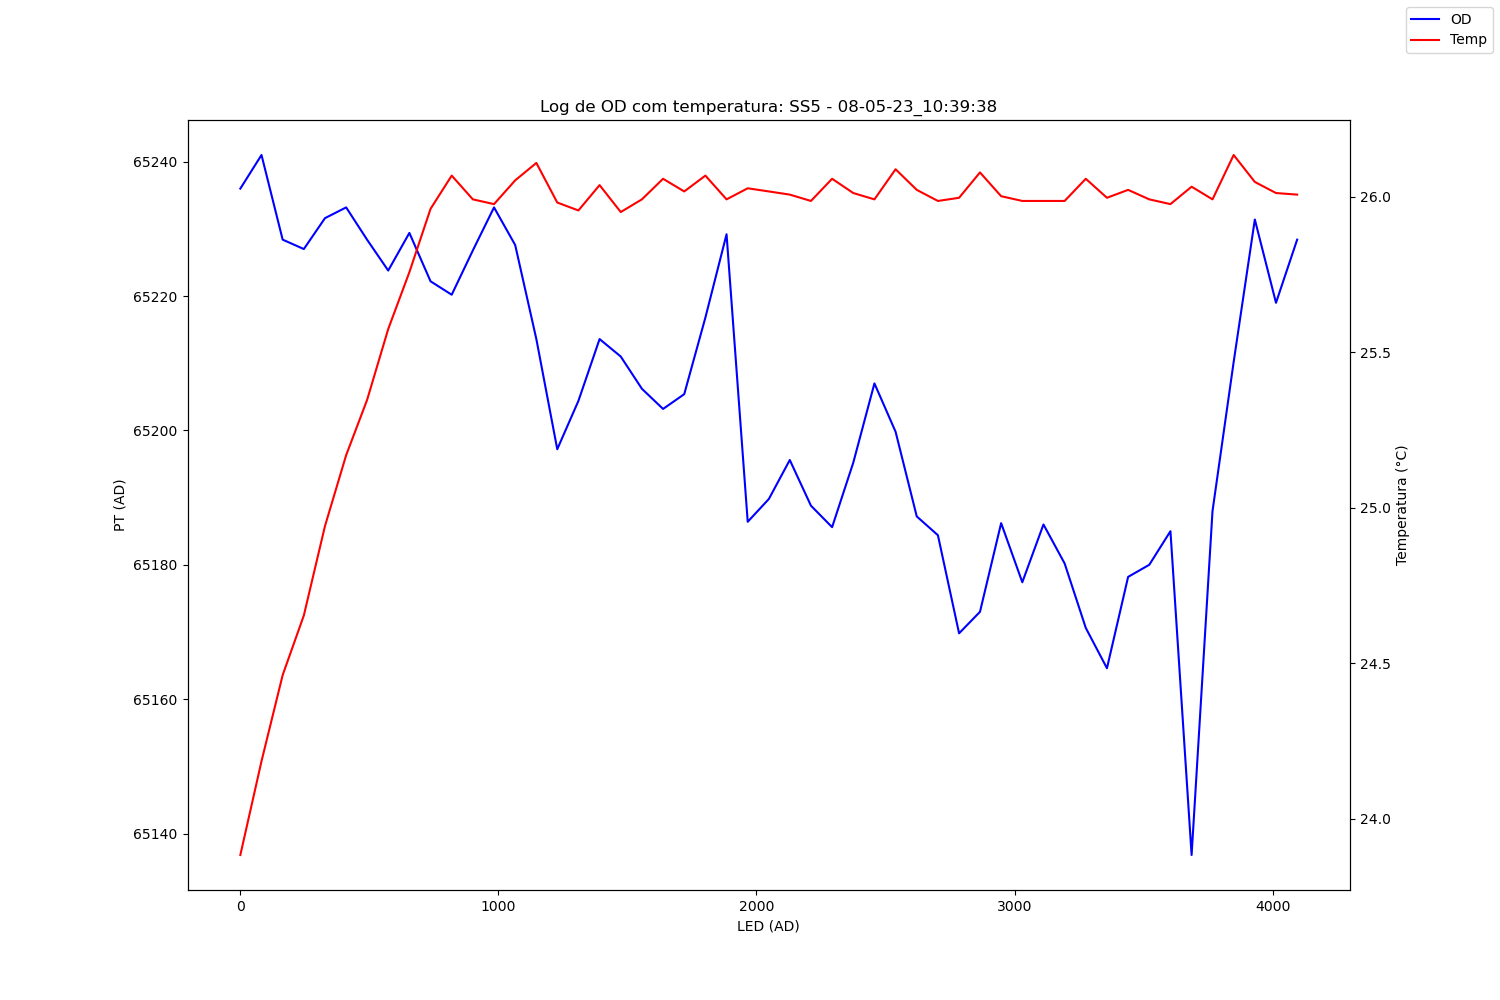 OD
Temp
Log de OD com temperatura: SS5 - 08-05-23_10:39:38
65240
65220
65200
65180
65160
65140
PT (AD)
26.0
25.5
25.0
24.5
24.0
Temperatura (°C)
0 1000 2000 3000 4000
LED (AD)